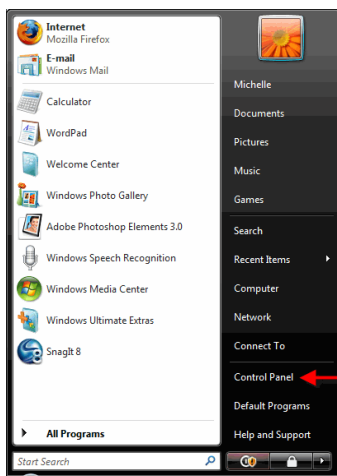 Internet
Mozilla Firefox
E-mail
Windows Mail
Calculator
WordPad
Welcome Center
Windows Photo Gallery
Adobe Photoshop Elements 3.0
Windows Speech Recognition
Windows Media Center
Windows Ultimate Extras
SnagIt 8
All Programs
Start Search
Michelle
Documents
Pictures
Music
Games
Search
Recent Items
Computer
Network
Connect To
Control Panel
Default Programs
Help and Support